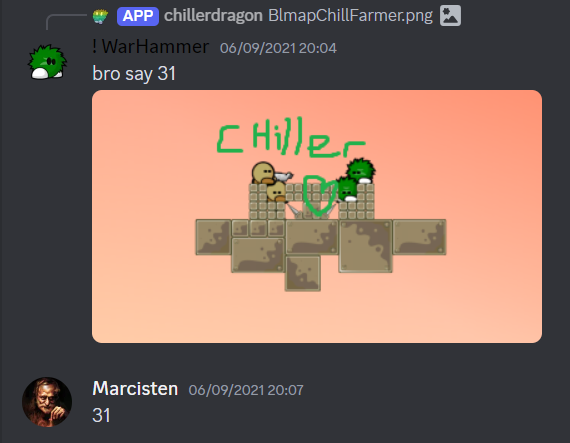 APP chillerdragon BlmapChillFarmer.png
! WarHammer 06/09/2021 20:04
bro say 31
CHiller
Marcisten 06/09/2021 20:07
31